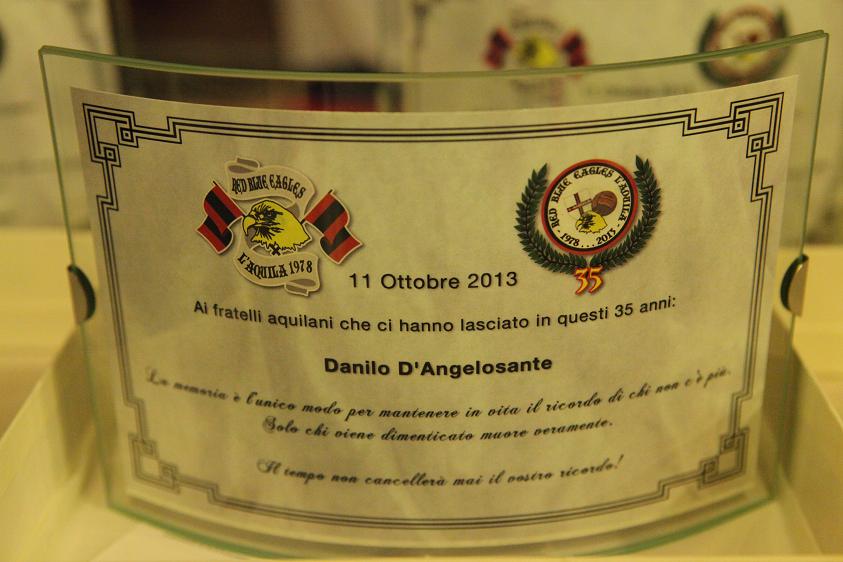 RED BLUE EAGLES
L'AQUILA 1978
RED BLUE EAGLES L'AQUILA
1978...2013
35
11 Ottobre 2013
Ai fratelli aquilani che ci hanno lasciato in questi 35 anni:
Danilo D'Angelosante
La memoria è l'unico modo per mantenere in vita il ricordo di chi non c'è più.
Solo chi viene dimenticato muore veramente.
Il tempo non cancellerà mai il vostro ricordo!